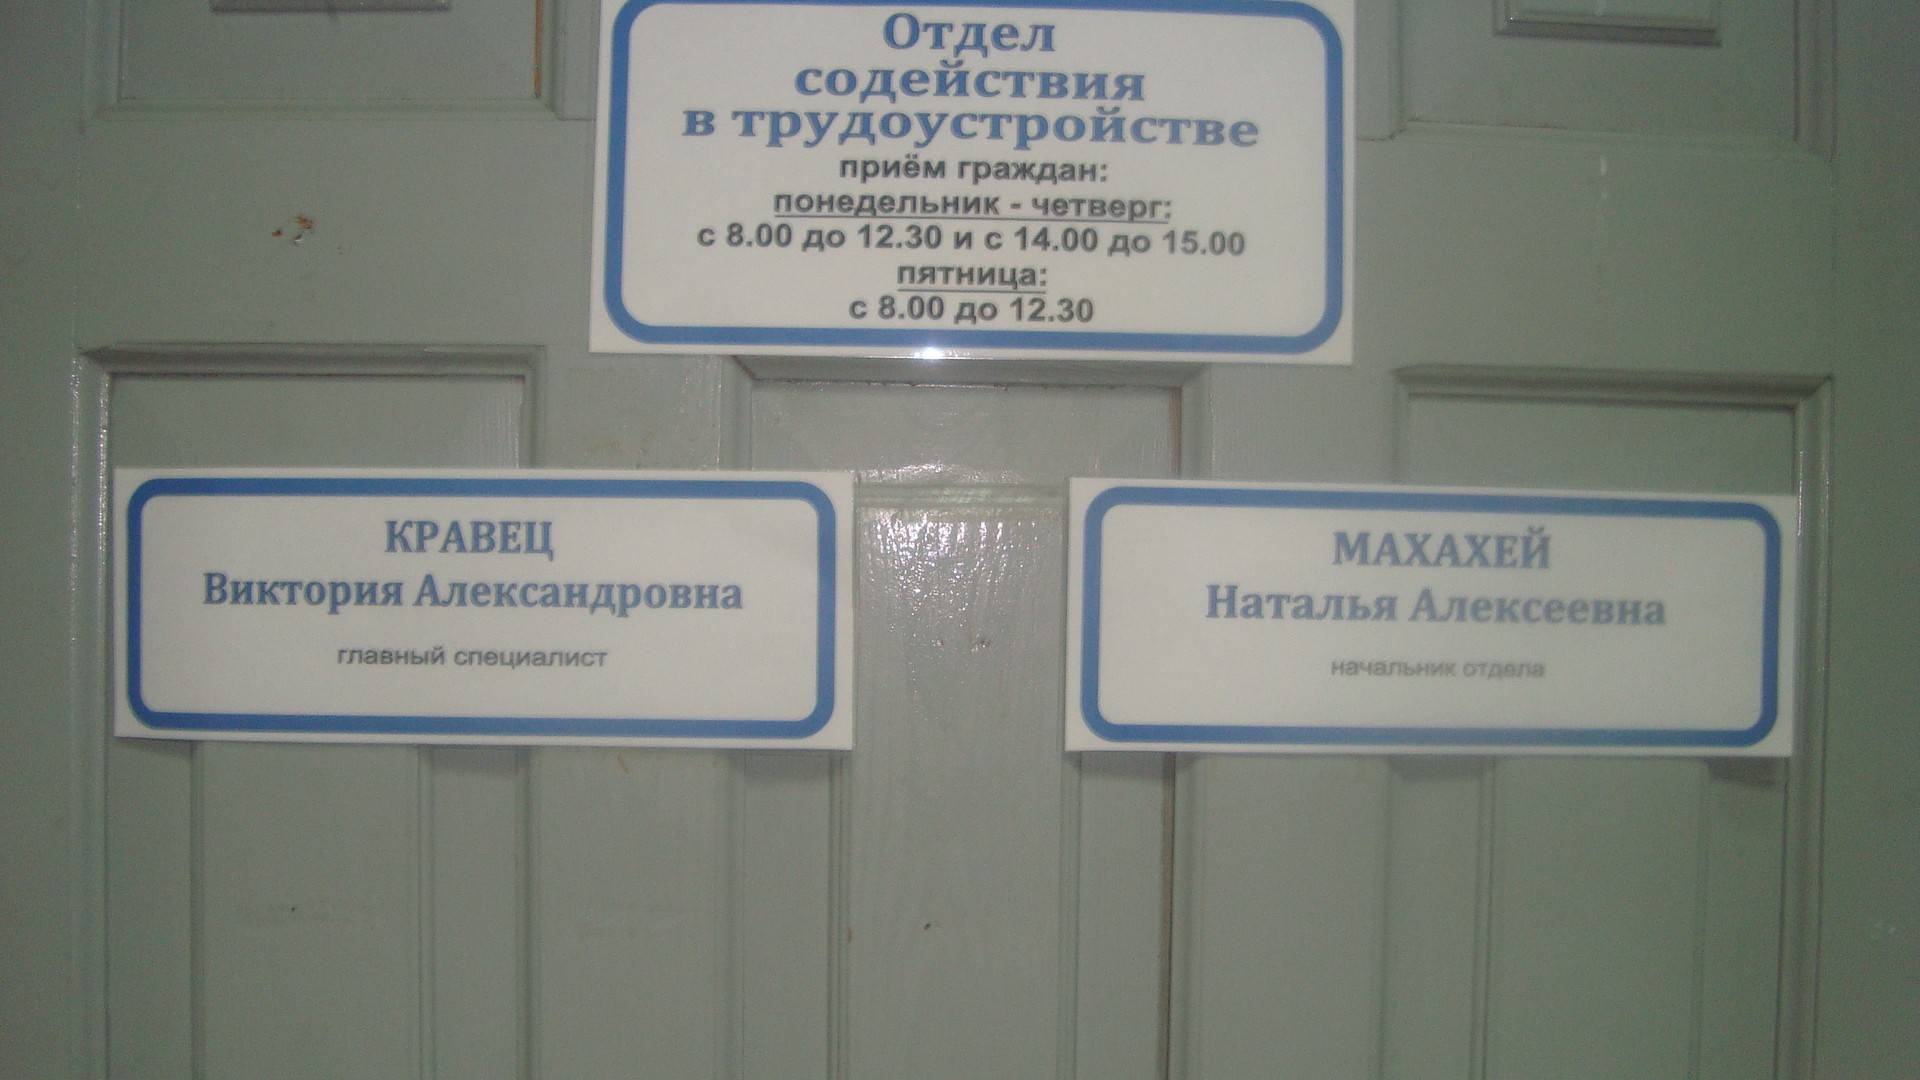 Отдел
содействия
в трудоустройстве
приём граждан:
понедельник - четверг:
с 8.00 до 12.30 и с 14.00 до 15.00
пятница:
с 8.00 до 12.30
КРАВЕЦ
Виктория Александровна
главный специалист
МАХАХЕЙ
Наталья Алексеевна
начальник отдела